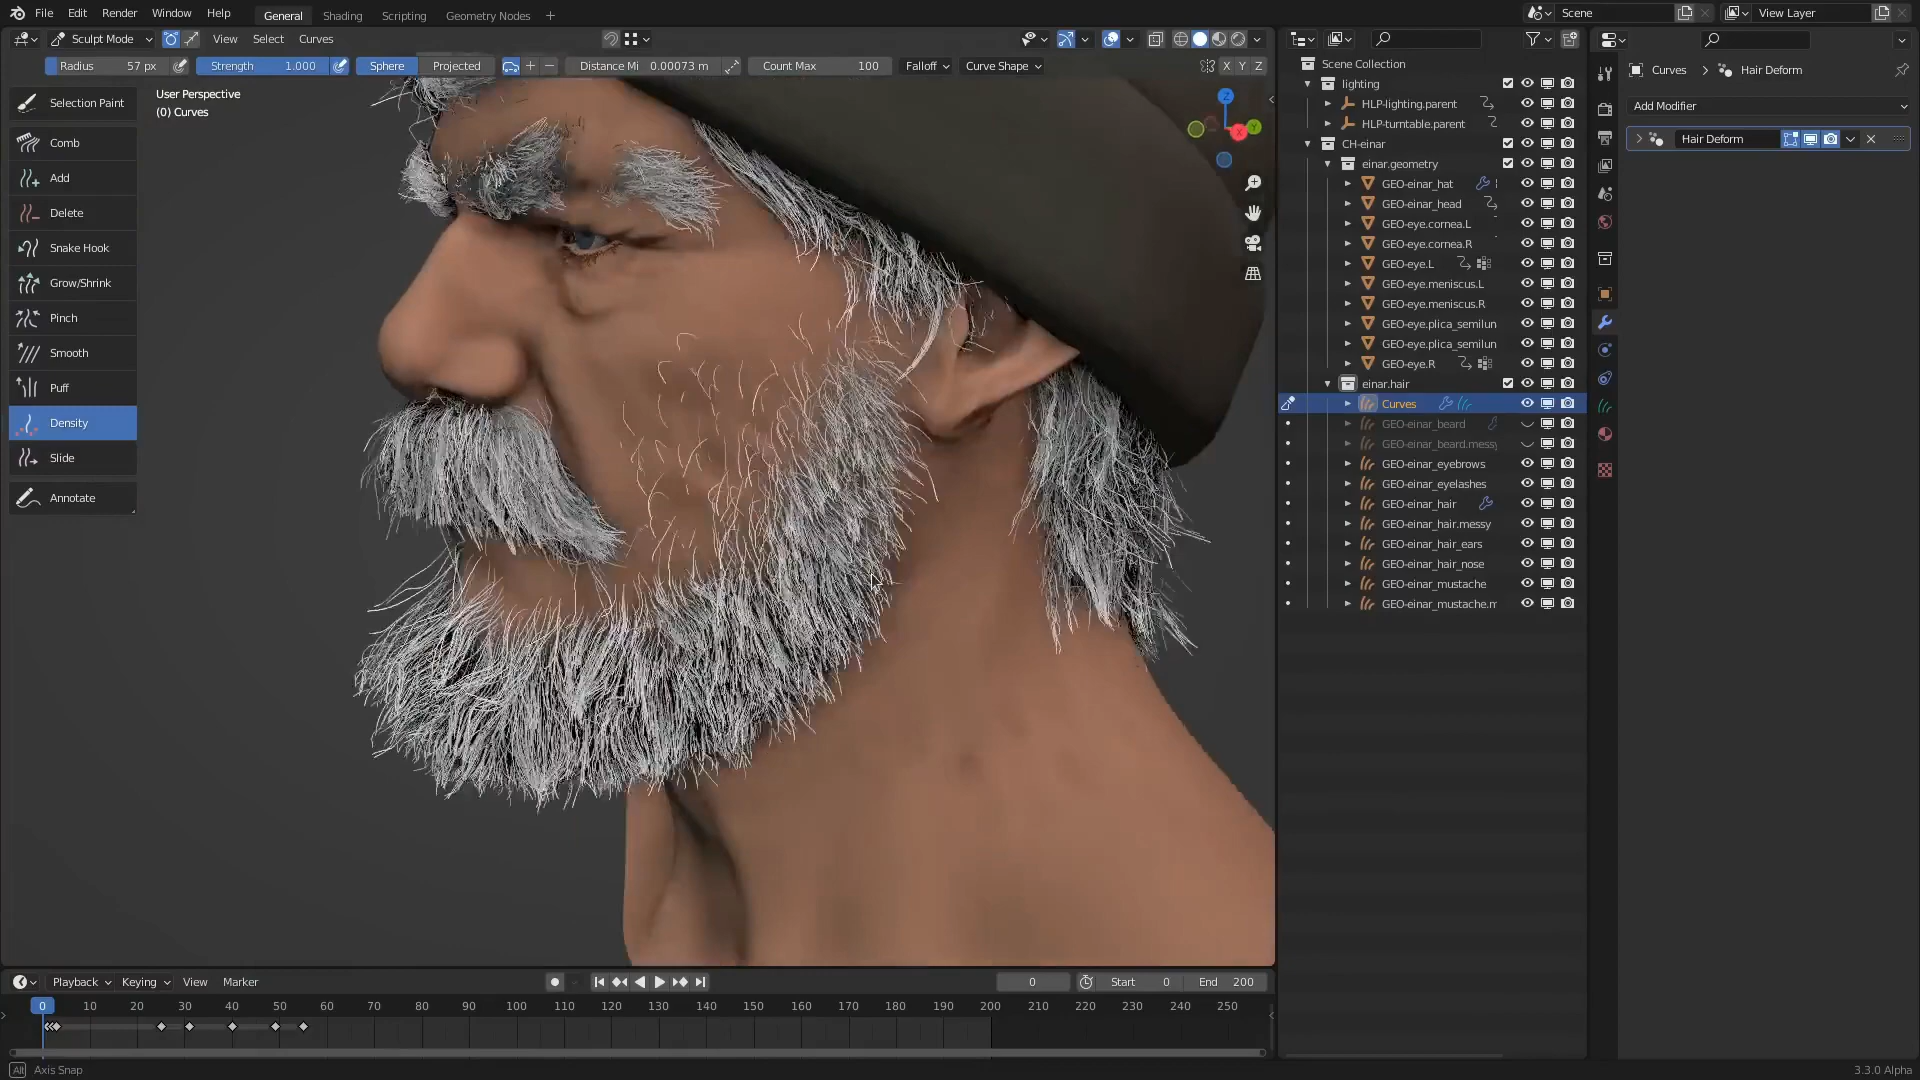 File Edit Render Window Help General Shading Scripting Geometry Nodes + Scene View Layer
Sculpt Mode View Select Curves
Radius 57 px Strength 1.000 Sphere Projected + − Distance Mi 0.00073 m Count Max 100 Falloff Curve Shape X Y Z
User Perspective
(0) Curves
Selection Paint
Comb
Add
Delete
Snake Hook
Grow/Shrink
Pinch
Smooth
Puff
Density
Slide
Annotate
Z
X
Y
Scene Collection
lighting
HLP-lighting.parent
HLP-turntable.parent
CH-einar
einar.geometry
GEO-einar_hat
GEO-einar_head
GEO-eye.cornea.L
GEO-eye.cornea.R
GEO-eye.L
GEO-eye.meniscus.L
GEO-eye.meniscus.R
GEO-eye.plica_semilun
GEO-eye.plica_semilun
GEO-eye.R
einar.hair
Curves
GEO-einar_beard
GEO-einar_beard.messy
GEO-einar_eyebrows
GEO-einar_eyelashes
GEO-einar_hair
GEO-einar_hair.messy
GEO-einar_hair_ears
GEO-einar_hair_nose
GEO-einar_mustache
GEO-einar_mustache.m
Curves > Hair Deform
Add Modifier
Hair Deform
Playback Keying View Marker 0 Start 0 End 200
0 10 20 30 40 50 60 70 80 90 100 110 120 130 140 150 160 170 180 190 200 210 220 230 240 250
Alt Axis Snap 3.3.0 Alpha